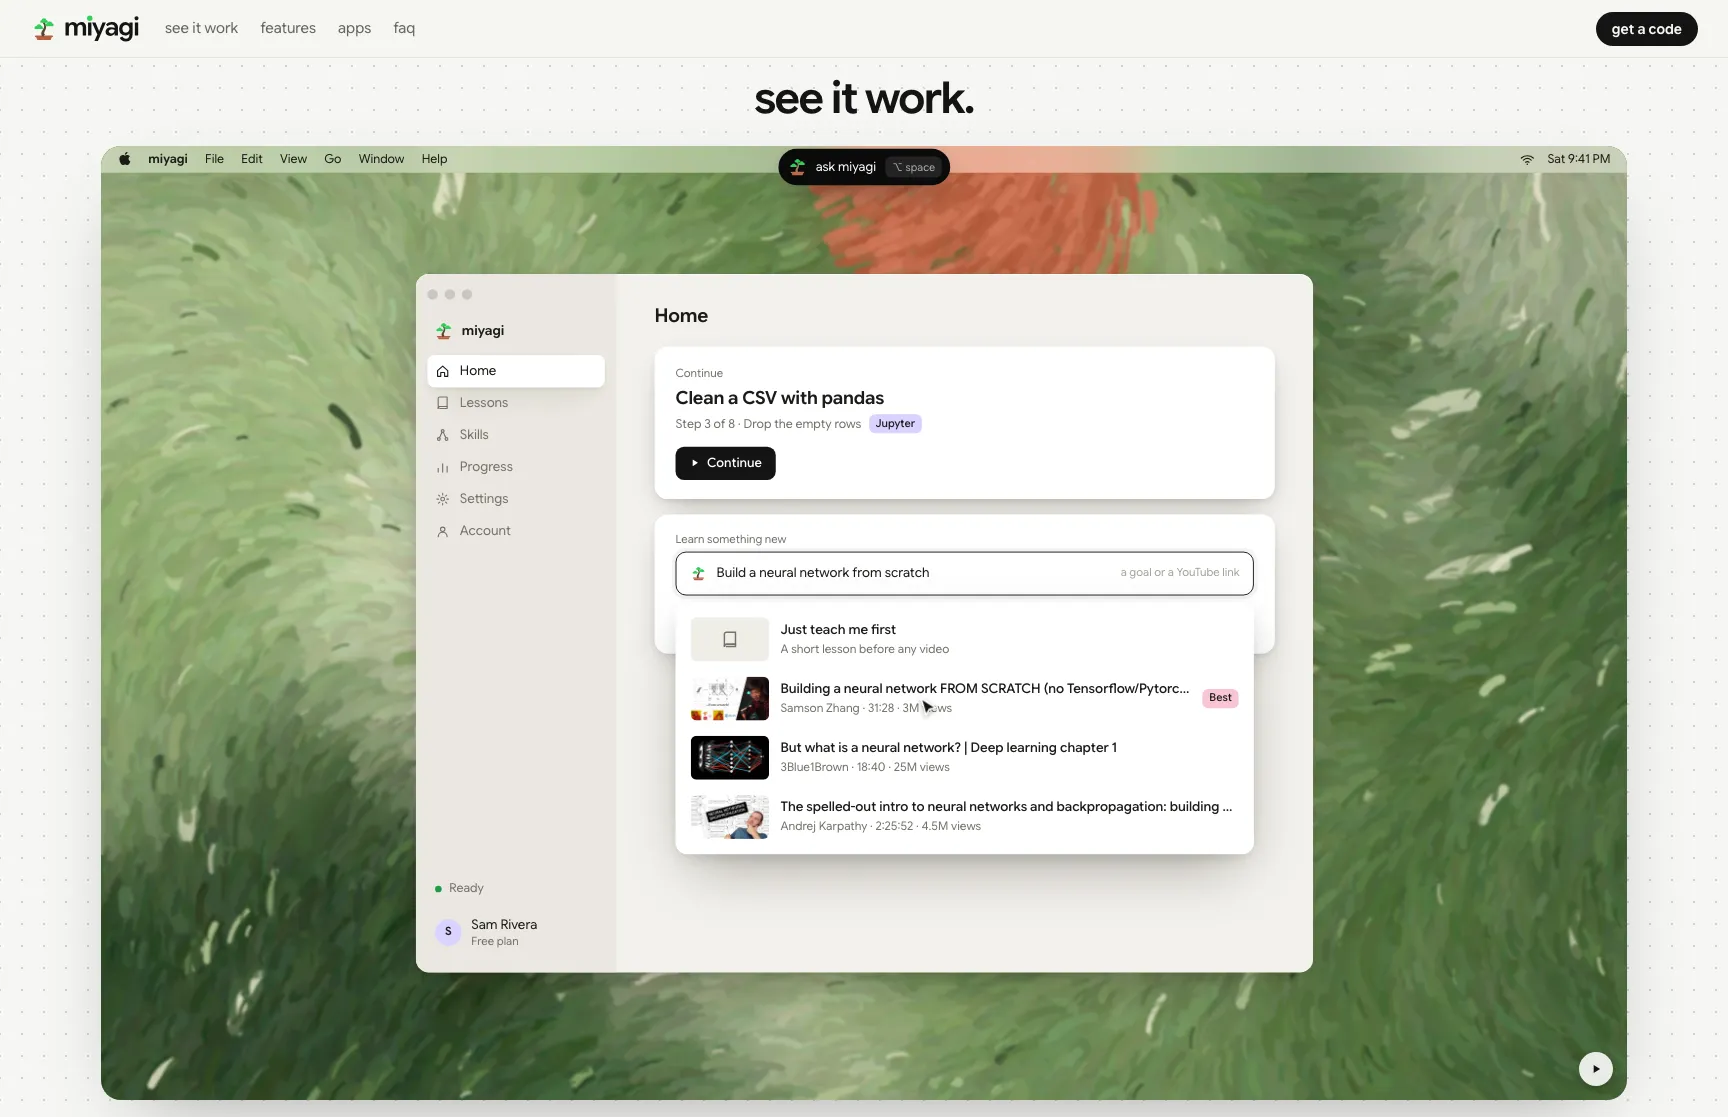 miyagi
see it work
features
apps
faq
get a code
see it work.
miyagi
File
Edit
View
Go
Window
Help
ask miyagi
⌥ space
Sat 9:41 PM
miyagi
Home
Lessons
Skills
Progress
Settings
Account
Ready
S
Sam Rivera
Free plan
Home
Continue
Clean a CSV with pandas
Step 3 of 8 · Drop the empty rows
Jupyter
Continue
Learn something new
Build a neural network from scratch
a goal or a YouTube link
Just teach me first
A short lesson before any video
Building a neural network FROM SCRATCH (no Tensorflow/Pytorc...
Samson Zhang · 31:28 · 3M
Best
But what is a neural network? | Deep learning chapter 1
3Blue1Brown · 18:40 · 25M views
The spelled-out intro to neural networks and backpropagation: building ...
Andrej Karpathy · 2:25:52 · 4.5M views